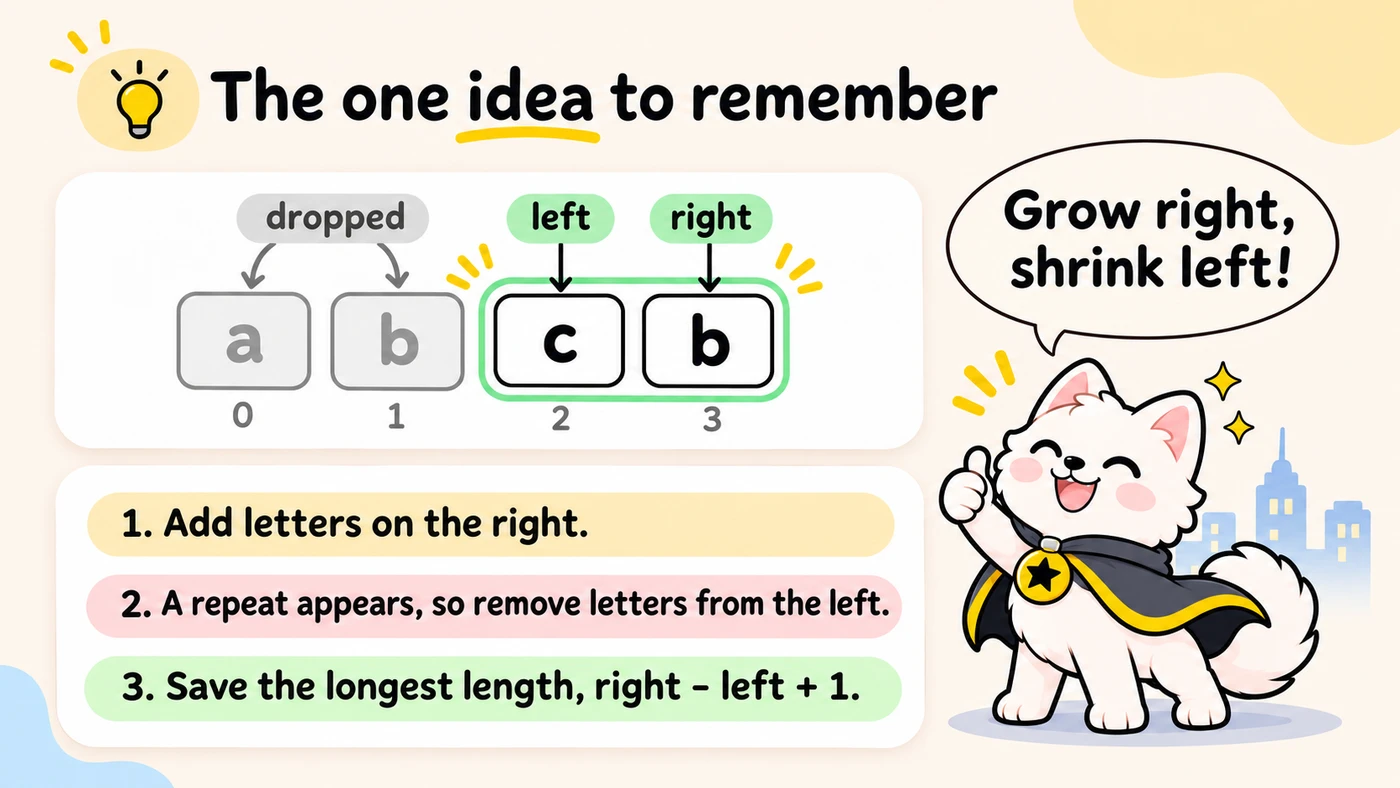 The one idea to remember
dropped
left
right
a
b
c
b
0
1
2
3
Grow right,
shrink left!
1. Add letters on the right.
2. A repeat appears, so remove letters from the left.
3. Save the longest length, right – left + 1.